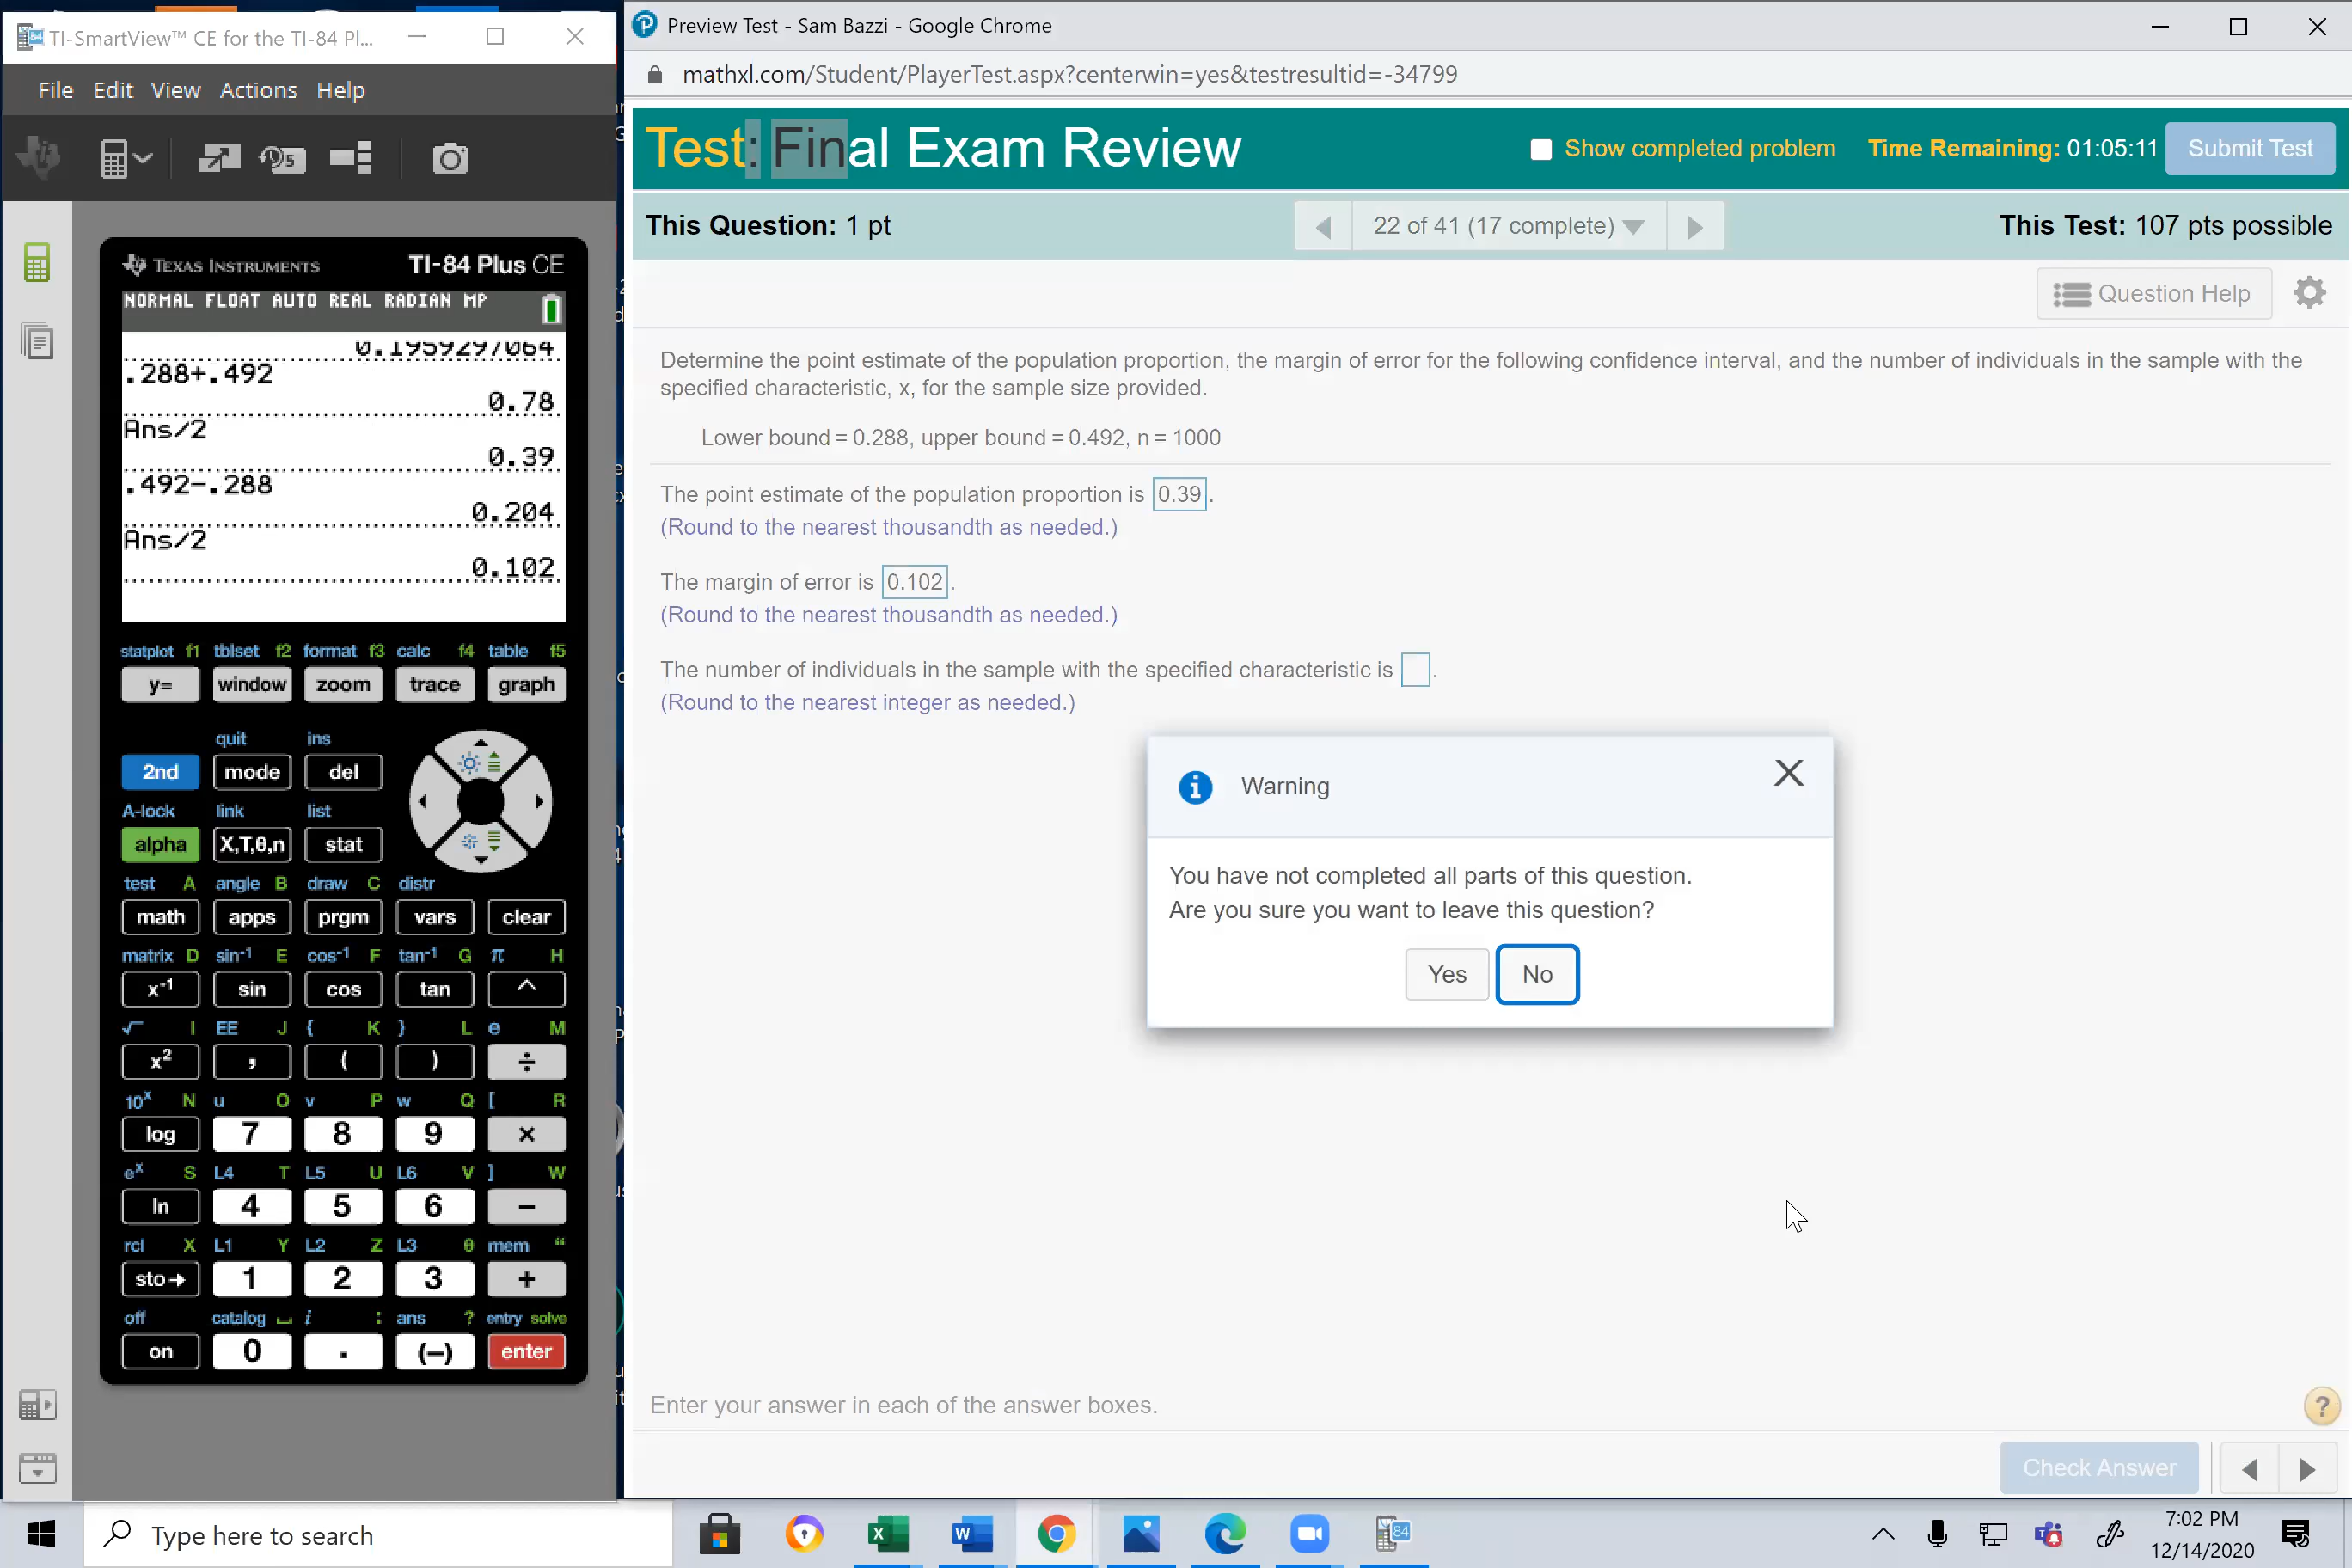 TI-SmartView™ CE for the TI-84 Pl...
File Edit View Actions Help
TEXAS INSTRUMENTS TI-84 Plus CE
NORMAL FLOAT AUTO REAL RADIAN MP
0.1959297064
.288+.492
0.78
Ans/2
0.39
.492-.288
0.204
Ans/2
0.102
statplot f1 tblset f2 format f3 calc f4 table f5
y= window zoom trace graph
quit ins
2nd mode del
A-lock link list
alpha X,T,θ,n stat
test A angle B draw C distr
math apps prgm vars clear
matrix D sin⁻¹ E cos⁻¹ F tan⁻¹ G π H
x⁻¹ sin cos tan ^
√ I EE J { K } L e M
x² , ( ) ÷
10ˣ N u O v P w Q [ R
log 7 8 9 ×
eˣ S L4 T L5 U L6 V ] W
ln 4 5 6 −
rcl X L1 Y L2 Z L3 θ mem “
sto→ 1 2 3 +
off catalog ⎵ i : ans ? entry solve
on 0 . (−) enter
Preview Test - Sam Bazzi - Google Chrome
mathxl.com/Student/PlayerTest.aspx?centerwin=yes&testresultid=-34799
Test: Final Exam Review
Show completed problem Time Remaining: 01:05:11 Submit Test
This Question: 1 pt 22 of 41 (17 complete) This Test: 107 pts possible
Question Help
Determine the point estimate of the population proportion, the margin of error for the following confidence interval, and the number of individuals in the sample with the
specified characteristic, x, for the sample size provided.
Lower bound = 0.288, upper bound = 0.492, n = 1000
The point estimate of the population proportion is 0.39.
(Round to the nearest thousandth as needed.)
The margin of error is 0.102.
(Round to the nearest thousandth as needed.)
The number of individuals in the sample with the specified characteristic is .
(Round to the nearest integer as needed.)
Warning
You have not completed all parts of this question.
Are you sure you want to leave this question?
Yes No
Enter your answer in each of the answer boxes.
?
Check Answer
Type here to search
7:02 PM
12/14/2020